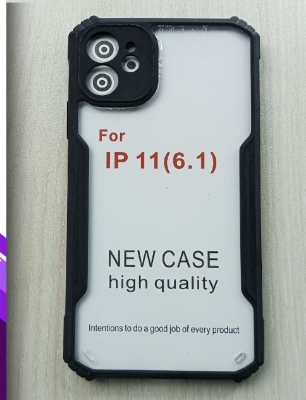 For
IP 11(6.1)
NEW CASE
high quality
Intentions to do a good job of every product